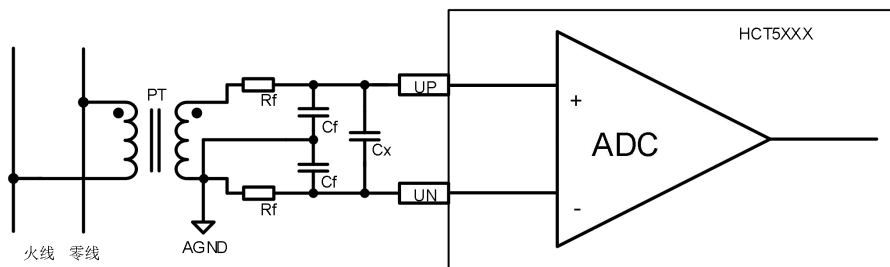 HCT5XXX
PT
Rf
Cf
Cx
UP
+
ADC
Cf
Rf
UN
-
AGND
火线 零线